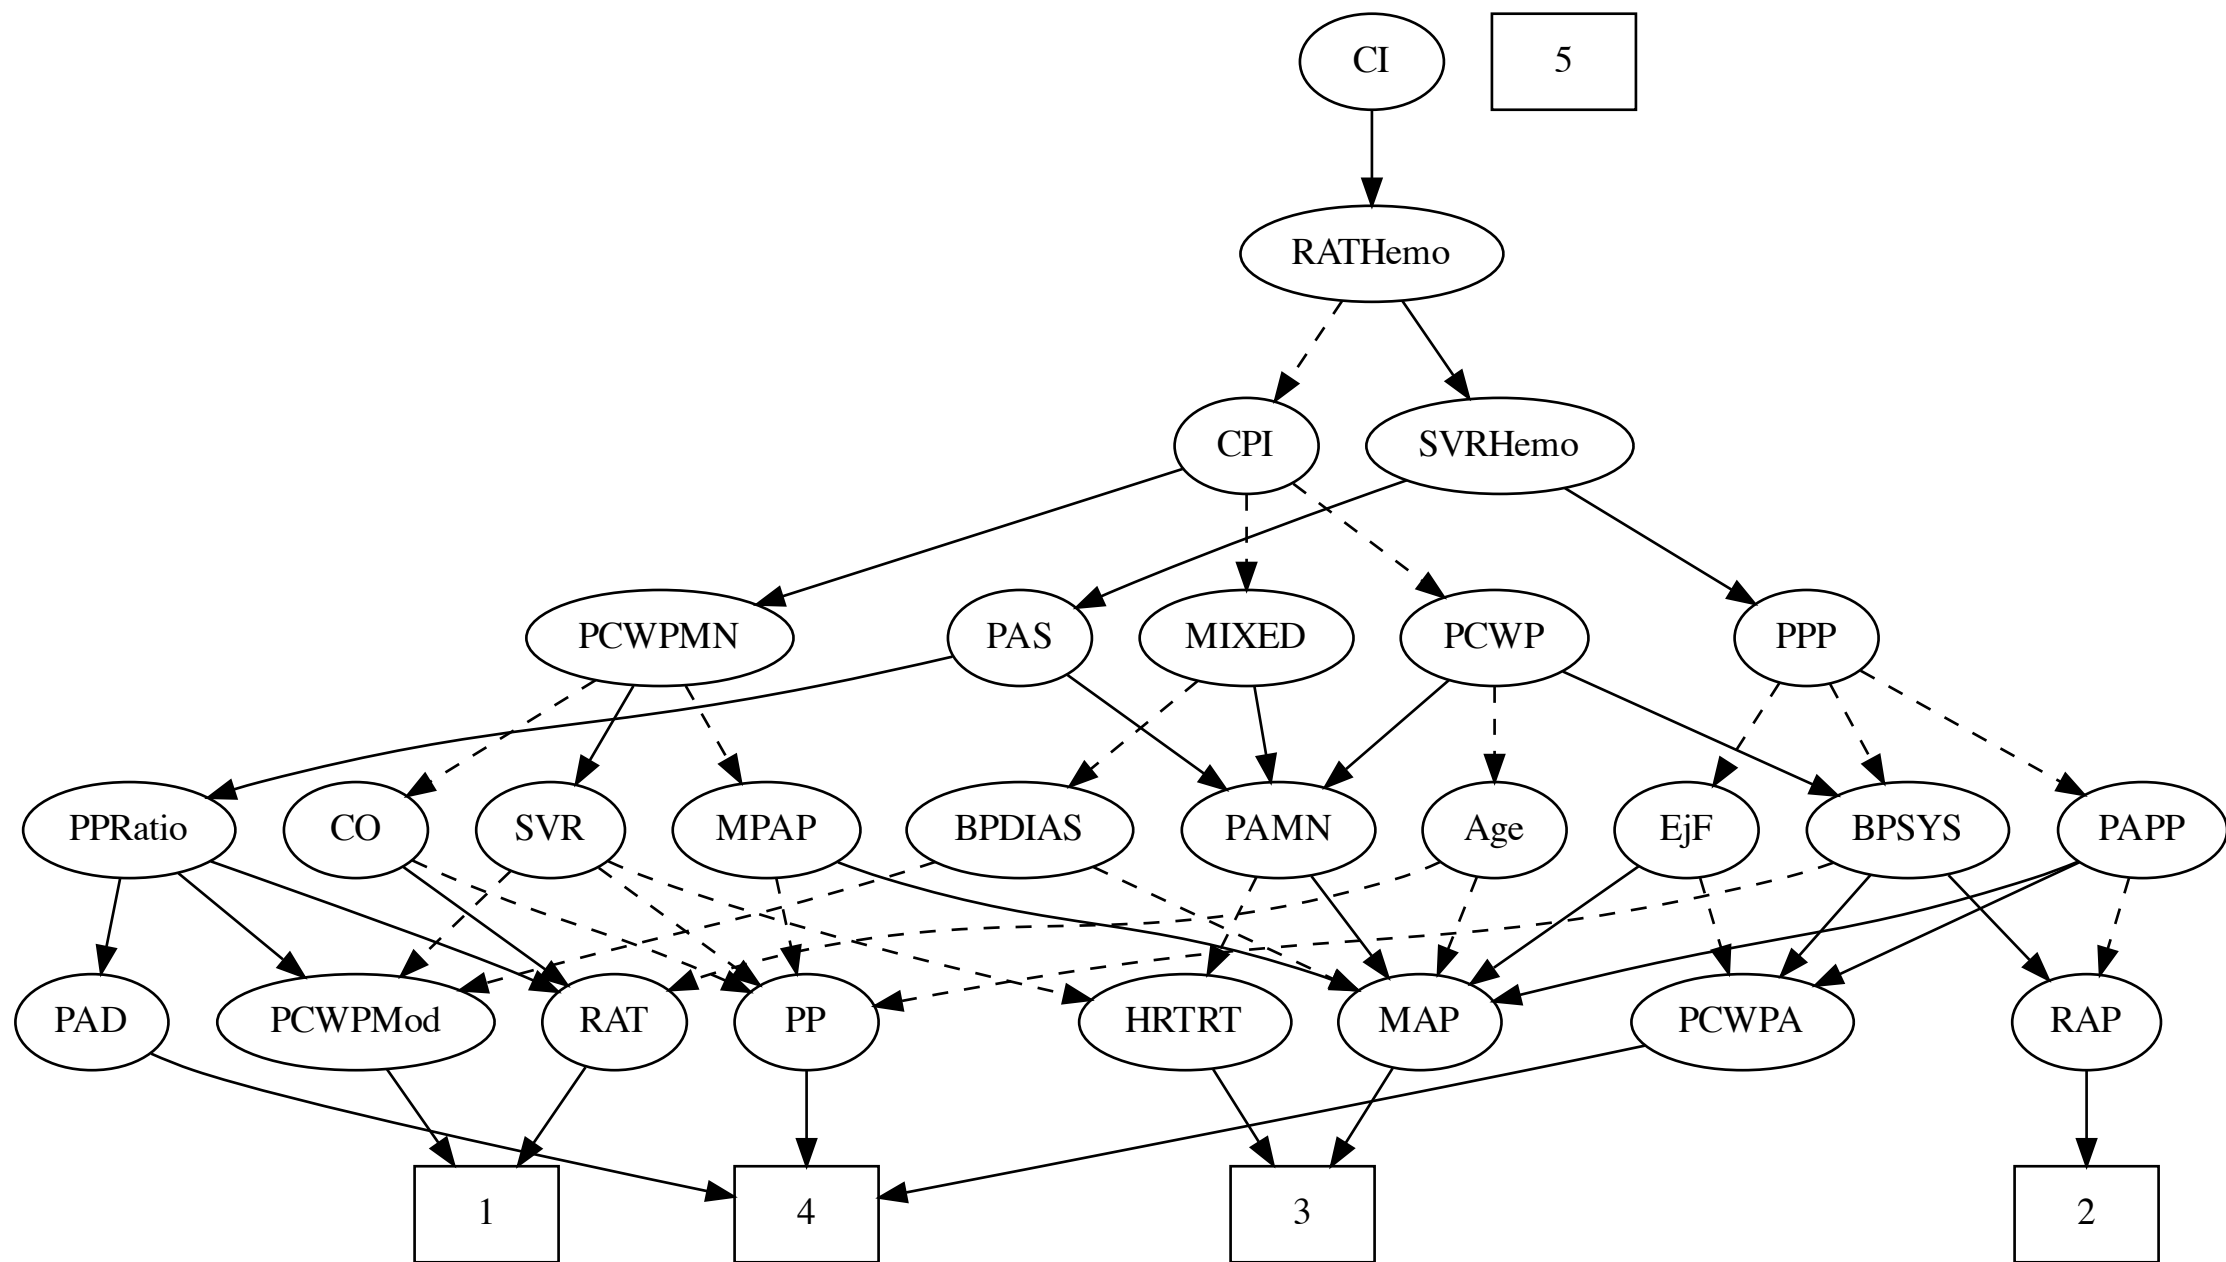 CI
5
RATHemo
CPI
SVRHemo
PCWPMN
PAS
MIXED
PCWP
PPP
PPRatio
CO
SVR
MPAP
BPDIAS
PAMN
Age
EjF
BPSYS
PAPP
PAD
PCWPMod
RAT
PP
HRTRT
MAP
PCWPA
RAP
1
4
3
2